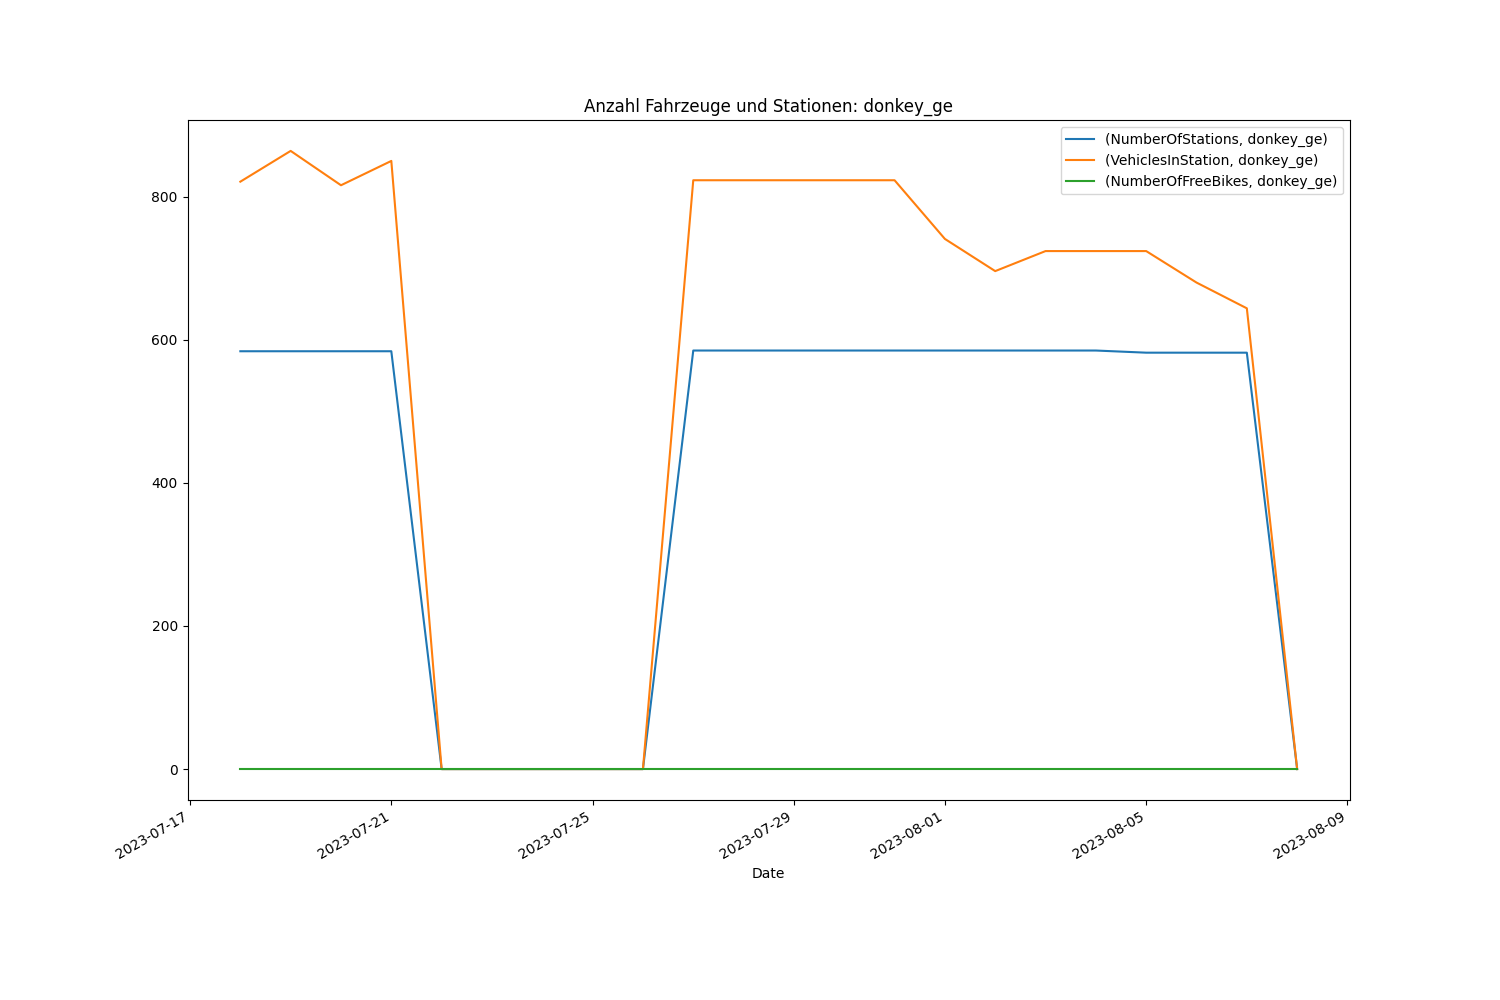 Anzahl Fahrzeuge und Stationen: donkey_ge
(NumberOfStations, donkey_ge)
(VehiclesInStation, donkey_ge)
(NumberOfFreeBikes, donkey_ge)
800
600
400
200
0
2023-07-17
2023-07-21
2023-07-25
2023-07-29
2023-08-01
2023-08-05
2023-08-09
Date